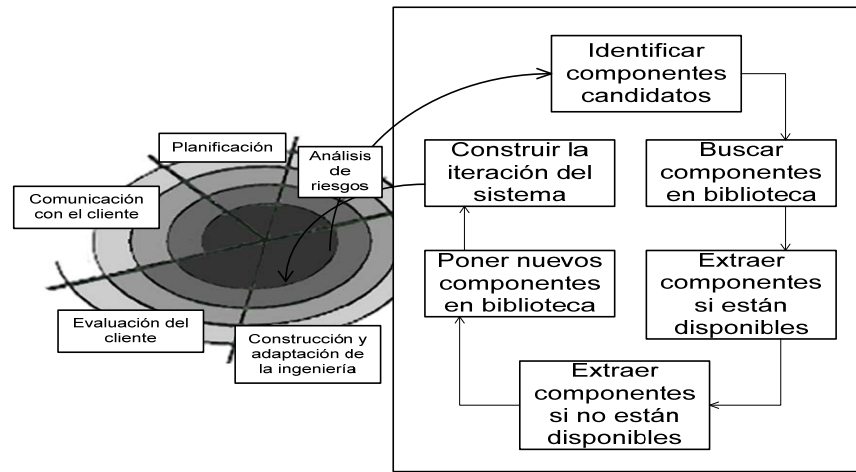 Planificación
Análisis
de
riesgos
Comunicación
con el cliente
Evaluación del
cliente
Construcción y
adaptación de
la ingeniería
Identificar
componentes
candidatos
Buscar
componentes
en biblioteca
Extraer
componentes
si están
disponibles
Extraer
componentes
si no están
disponibles
Poner nuevos
componentes
en biblioteca
Construir la
iteración del
sistema